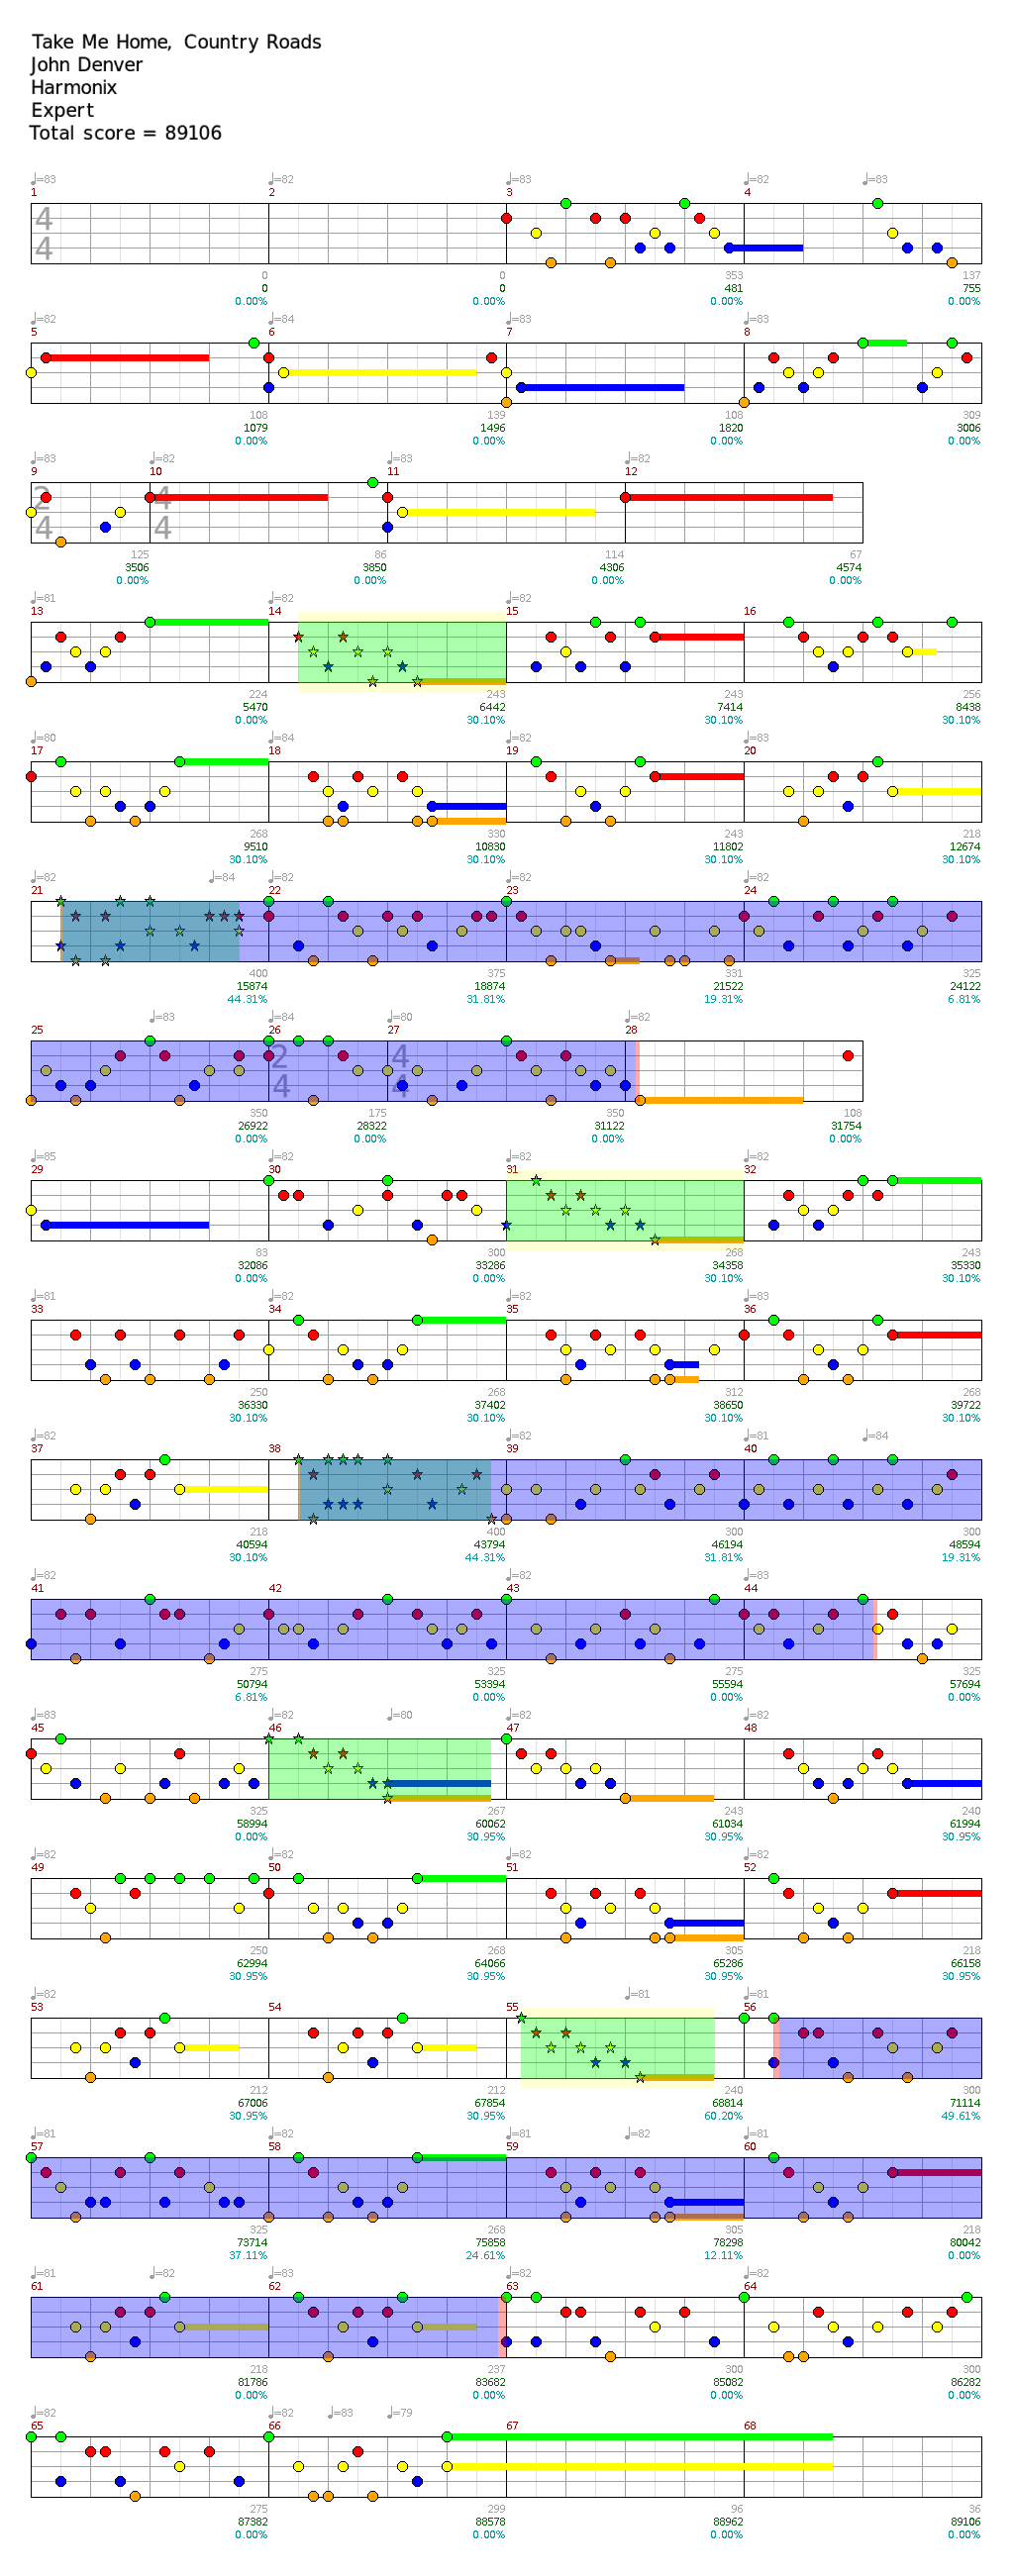 Take Me Home, Country Roads
John Denver
Harmonix
Expert
Total score = 89106
♩=83 ♩=82 ♩=83 ♩=82 ♩=83
1 2 3 4
4
4
0 0 353 137
0 0 481 755
0.00% 0.00% 0.00% 0.00%
♩=82 ♩=84 ♩=83 ♩=83
5 6 7 8
108 139 108 309
1079 1496 1820 3006
0.00% 0.00% 0.00% 0.00%
♩=83 ♩=82 ♩=83 ♩=82
9 10 11 12
2 4
4 4
125 86 114 67
3506 3850 4306 4574
0.00% 0.00% 0.00% 0.00%
♩=81 ♩=82 ♩=82
13 14 15 16
224 243 243 256
5470 6442 7414 8438
0.00% 30.10% 30.10% 30.10%
♩=80 ♩=84 ♩=82 ♩=83
17 18 19 20
268 330 243 218
9510 10830 11802 12674
30.10% 30.10% 30.10% 30.10%
♩=82 ♩=84 ♩=82 ♩=82 ♩=82
21 22 23 24
400 375 331 325
15874 18874 21522 24122
44.31% 31.81% 19.31% 6.81%
♩=82 ♩=83 ♩=84 ♩=80 ♩=82
25 26 27 28
2 4
4 4
350 175 350 108
26922 28322 31122 31754
0.00% 0.00% 0.00% 0.00%
♩=85 ♩=82 ♩=82 ♩=82
29 30 31 32
83 300 268 243
32086 33286 34358 35330
0.00% 0.00% 30.10% 30.10%
♩=81 ♩=82 ♩=82 ♩=83
33 34 35 36
250 268 312 268
36330 37402 38650 39722
30.10% 30.10% 30.10% 30.10%
♩=82 ♩=82 ♩=81 ♩=84
37 38 39 40
218 400 300 300
40594 43794 46194 48594
30.10% 44.31% 31.81% 19.31%
♩=82 ♩=82 ♩=83
41 42 43 44
275 325 275 325
50794 53394 55594 57694
6.81% 0.00% 0.00% 0.00%
♩=83 ♩=82 ♩=80 ♩=82 ♩=82
45 46 47 48
325 267 243 240
58994 60062 61034 61994
0.00% 30.95% 30.95% 30.95%
♩=82 ♩=82 ♩=82 ♩=82
49 50 51 52
250 268 305 218
62994 64066 65286 66158
30.95% 30.95% 30.95% 30.95%
♩=82 ♩=81 ♩=81
53 54 55 56
212 212 240 300
67006 67854 68814 71114
30.95% 30.95% 60.20% 49.61%
♩=81 ♩=82 ♩=81 ♩=82 ♩=81
57 58 59 60
325 268 305 218
73714 75858 78298 80042
37.11% 24.61% 12.11% 0.00%
♩=81 ♩=82 ♩=83 ♩=82
61 62 63 64
218 237 300 300
81786 83682 85082 86282
0.00% 0.00% 0.00% 0.00%
♩=82 ♩=82 ♩=83 ♩=79
65 66 67 68
275 299 96 36
87382 88578 88962 89106
0.00% 0.00% 0.00% 0.00%